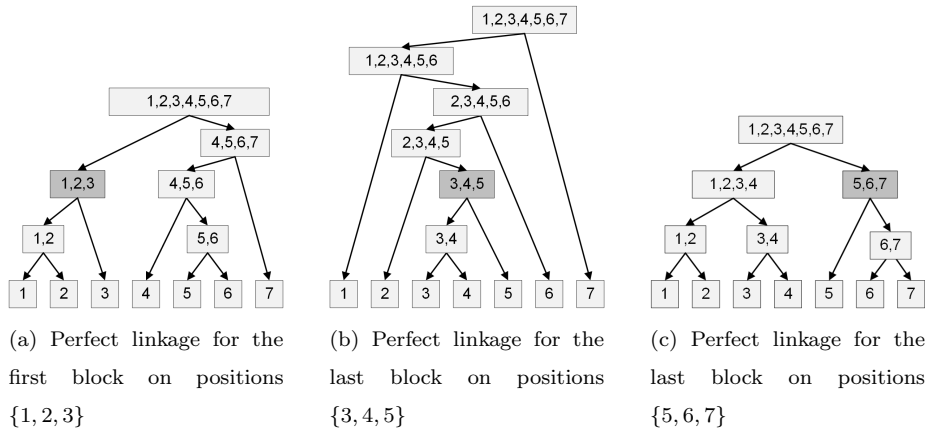 1,2,3,4,5,6,7
1,2,3
4,5,6,7
4,5,6
1,2
5,6
1 2 3 4 5 6 7
(a) Perfect linkage for the
first block on positions
{1, 2, 3}
1,2,3,4,5,6,7
1,2,3,4,5,6
2,3,4,5,6
2,3,4,5
3,4,5
3,4
1 2 3 4 5 6 7
(b) Perfect linkage for the
last block on positions
{3, 4, 5}
1,2,3,4,5,6,7
1,2,3,4 5,6,7
1,2 3,4 6,7
1 2 3 4 5 6 7
(c) Perfect linkage for the
last block on positions
{5, 6, 7}